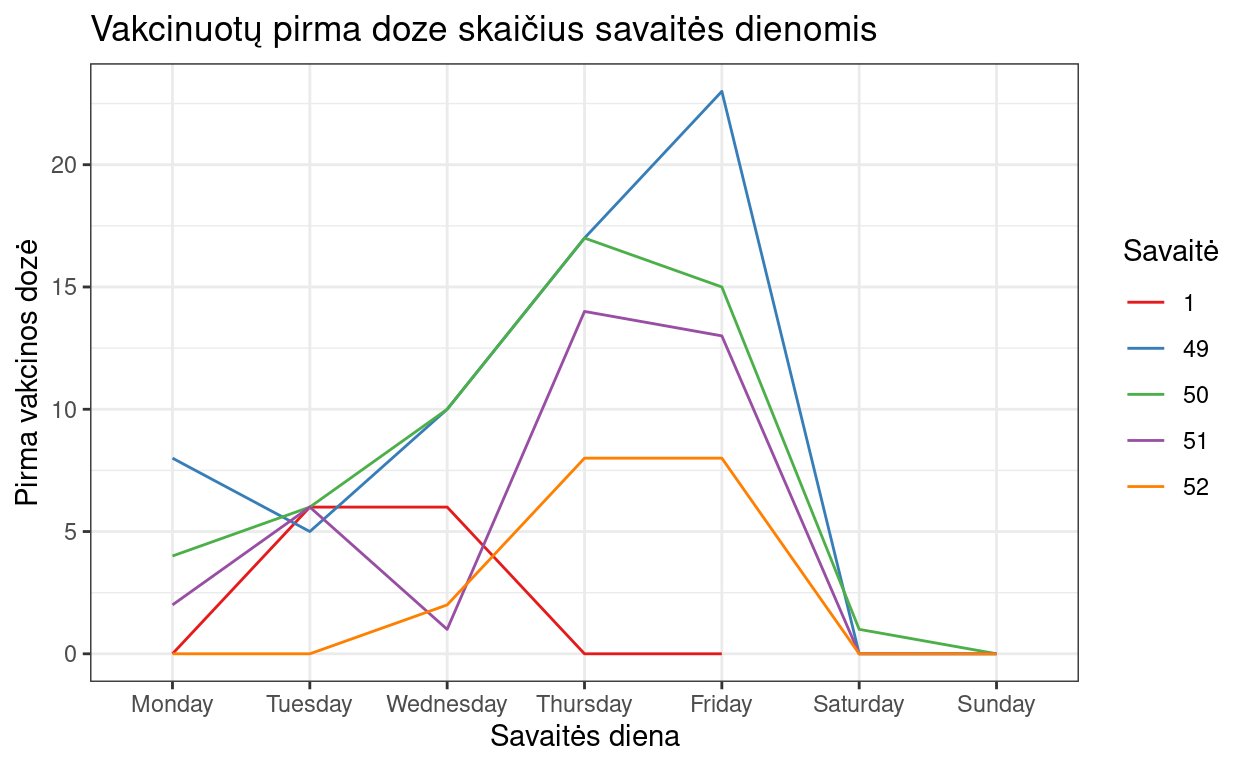 Vakcinuotų pirma doze skaičius savaitės dienomis
Pirma vakcinos dozė
20
15
10
5
0
Monday Tuesday Wednesday Thursday Friday Saturday Sunday
Savaitės diena
Savaitė
1
49
50
51
52